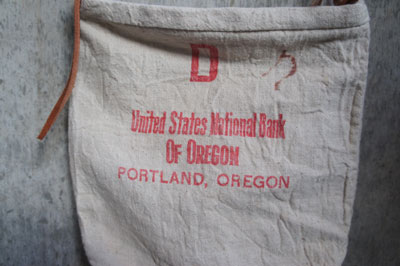 D
United States National Bank
OF OREGON
PORTLAND, OREGON